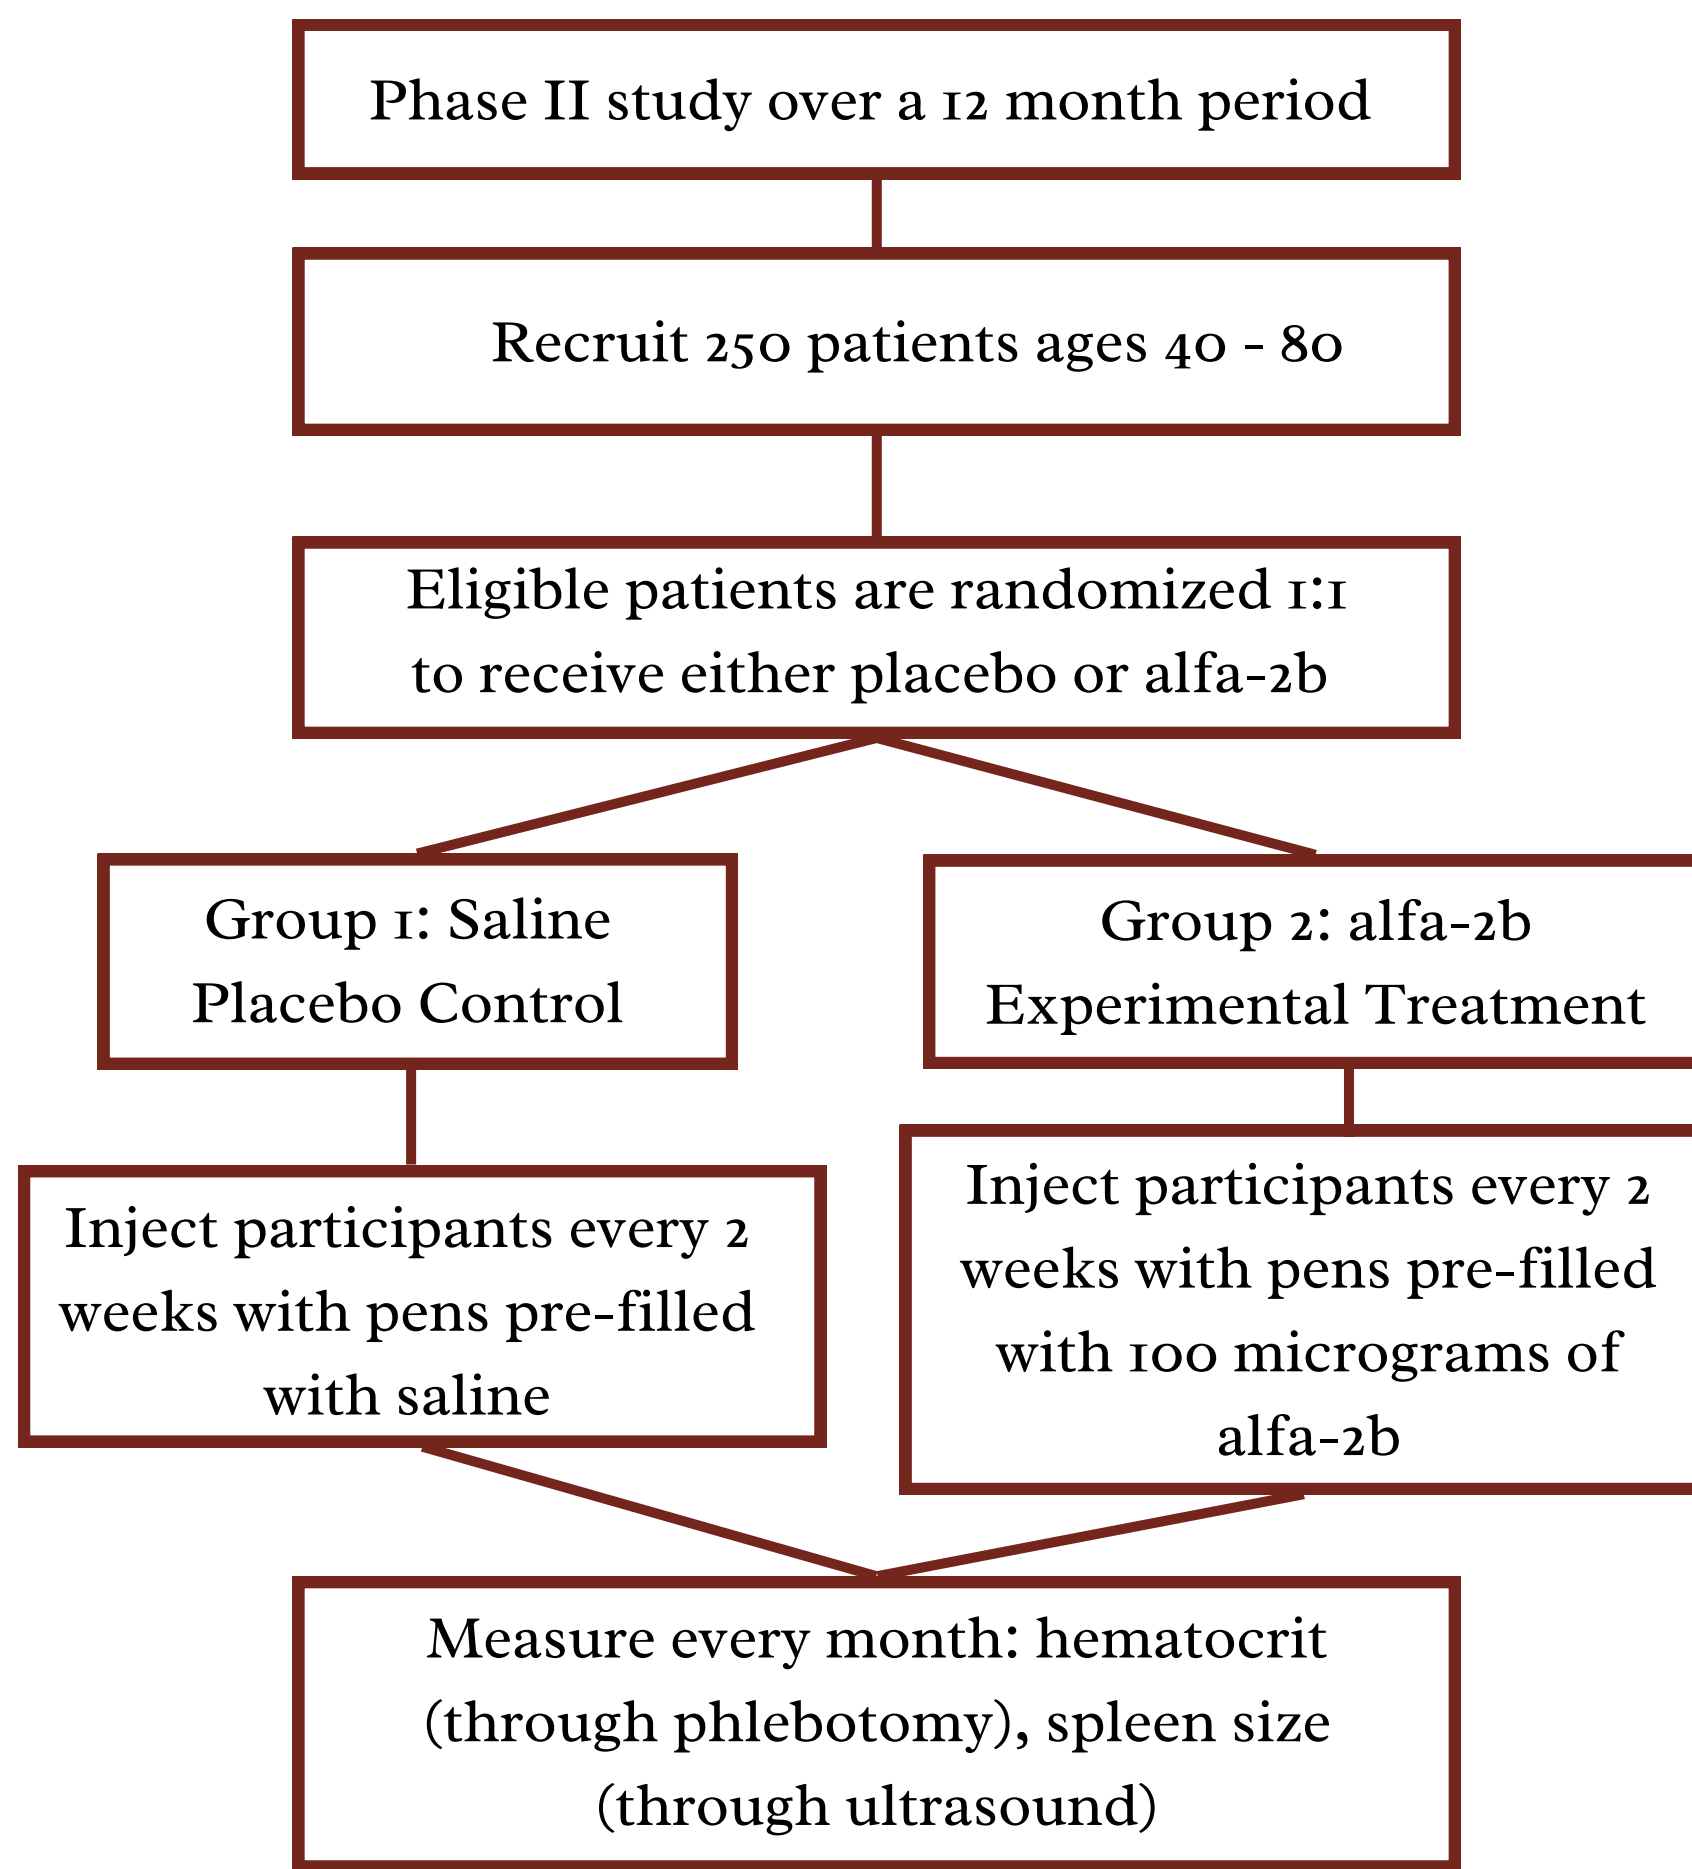 Phase II study over a 12 month period
Recruit 250 patients ages 40 - 80
Eligible patients are randomized 1:1
to receive either placebo or alfa-2b
Group 1: Saline
Placebo Control
Group 2: alfa-2b
Experimental Treatment
Inject participants every 2
weeks with pens pre-filled
with saline
Inject participants every 2
weeks with pens pre-filled
with 100 micrograms of
alfa-2b
Measure every month: hematocrit
(through phlebotomy), spleen size
(through ultrasound)